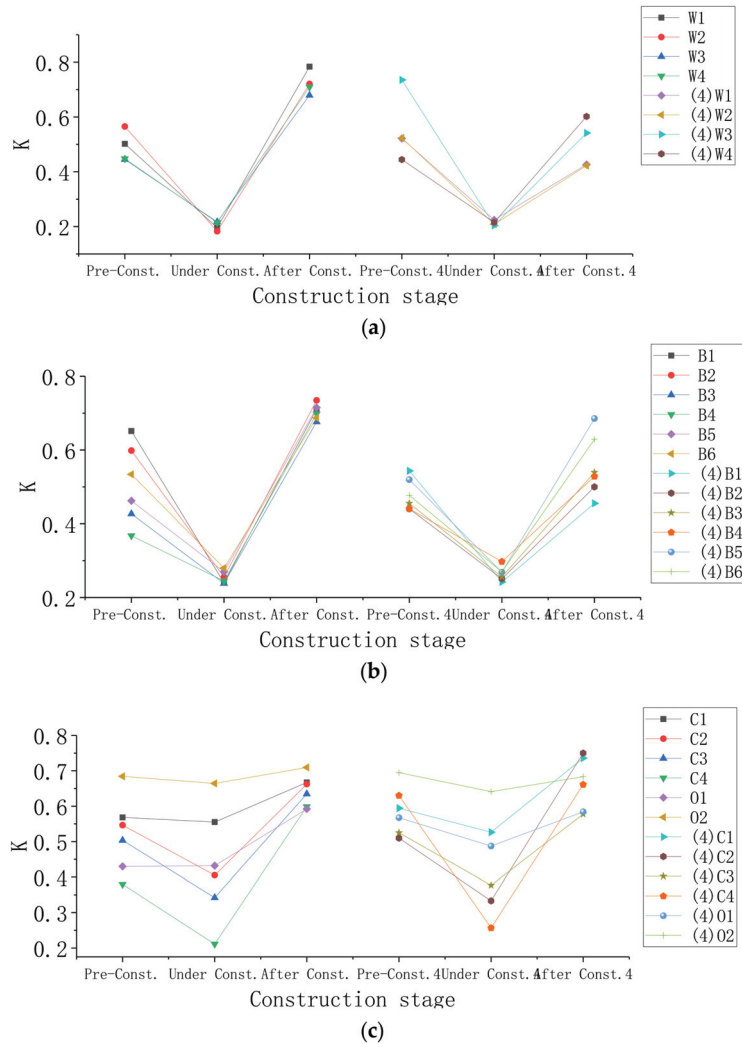 W1
W2
W3
W4
(4)W1
(4)W2
(4)W3
(4)W4
0.8
0.6
0.4
0.2
K
Pre-Const. Under Const. After Const. Pre-Const.4 Under Const.4 After Const.4
Construction stage
(a)
B1
B2
B3
B4
B5
B6
(4)B1
(4)B2
(4)B3
(4)B4
(4)B5
(4)B6
0.8
0.6
0.4
0.2
K
Pre-Const. Under Const. After Const. Pre-Const.4 Under Const.4 After Const.4
Construction stage
(b)
C1
C2
C3
C4
O1
O2
(4)C1
(4)C2
(4)C3
(4)C4
(4)O1
(4)O2
0.8
0.7
0.6
0.5
0.4
0.3
0.2
K
Pre-Const. Under Const. After Const. Pre-Const.4 Under Const.4 After Const.4
Construction stage
(c)